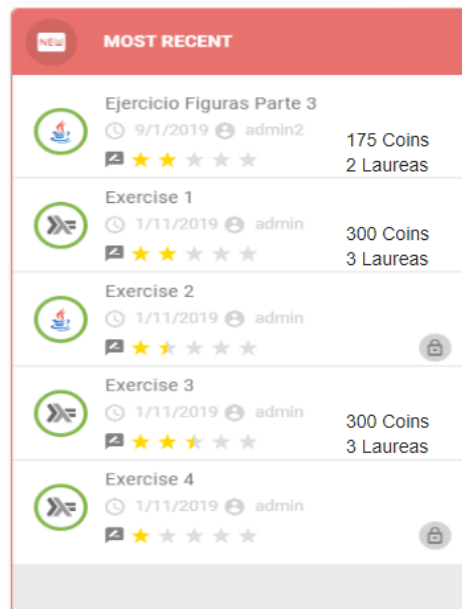 NEW MOST RECENT
Ejercicio Figuras Parte 3
9/1/2019 admin2
175 Coins
2 Laureas
Exercise 1
1/11/2019 admin
300 Coins
3 Laureas
Exercise 2
1/11/2019 admin
Exercise 3
1/11/2019 admin
300 Coins
3 Laureas
Exercise 4
1/11/2019 admin